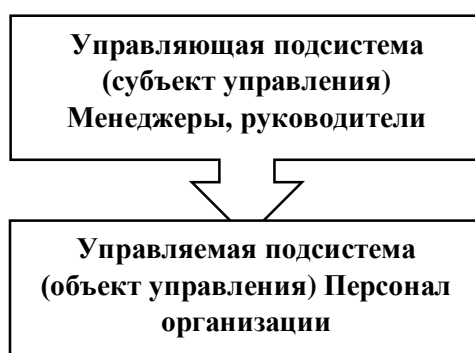 Управляющая подсистема
(субъект управления)
Менеджеры, руководители
Управляемая подсистема
(объект управления) Персонал
организации